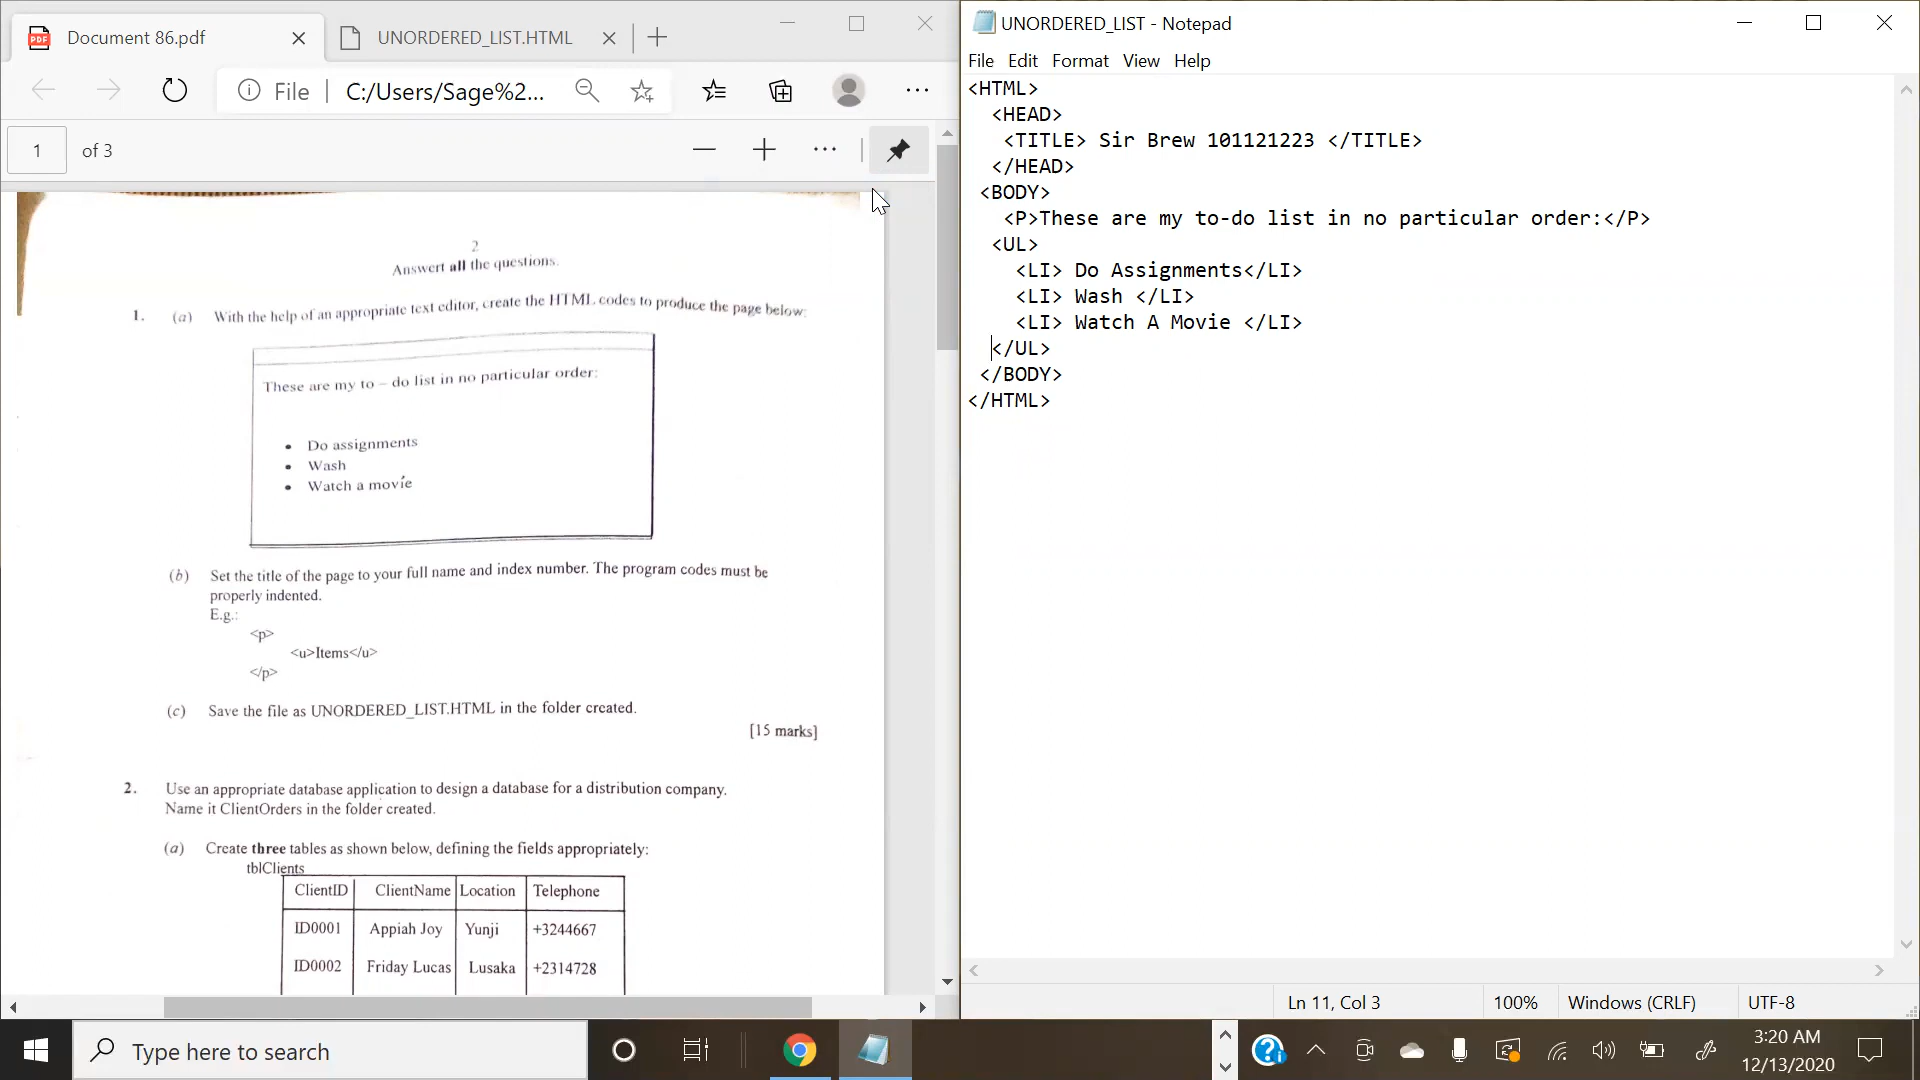 Document 86.pdf
UNORDERED_LIST.HTML
File
C:/Users/Sage%2...
1 of 3
2
Answert all the questions.
1. (a) With the help of an appropriate text editor, create the HTML codes to produce the page below:
These are my to – do list in no particular order:
• Do assignments
• Wash
• Watch a movie
(b) Set the title of the page to your full name and index number. The program codes must be
properly indented.
E.g.:
<p>
<u>Items</u>
</p>
(c) Save the file as UNORDERED_LIST.HTML in the folder created.
[15 marks]
2. Use an appropriate database application to design a database for a distribution company.
Name it ClientOrders in the folder created.
(a) Create three tables as shown below, defining the fields appropriately:
tblClients
ClientID ClientName Location Telephone
ID0001 Appiah Joy Yunji +3244667
ID0002 Friday Lucas Lusaka +2314728
UNORDERED_LIST - Notepad
File Edit Format View Help
<HTML>
<HEAD>
<TITLE> Sir Brew 101121223 </TITLE>
</HEAD>
<BODY>
<P>These are my to-do list in no particular order:</P>
<UL>
<LI> Do Assignments</LI>
<LI> Wash </LI>
<LI> Watch A Movie </LI>
</UL>
</BODY>
</HTML>
Ln 11, Col 3
100%
Windows (CRLF)
UTF-8
Type here to search
3:20 AM
12/13/2020